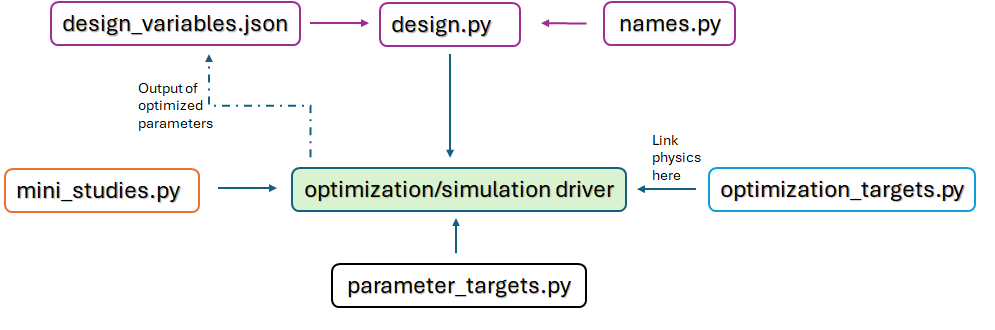 design_variables.json
design.py
names.py
Output of
optimized
parameters
Link
physics
here
mini_studies.py
optimization/simulation driver
optimization_targets.py
parameter_targets.py